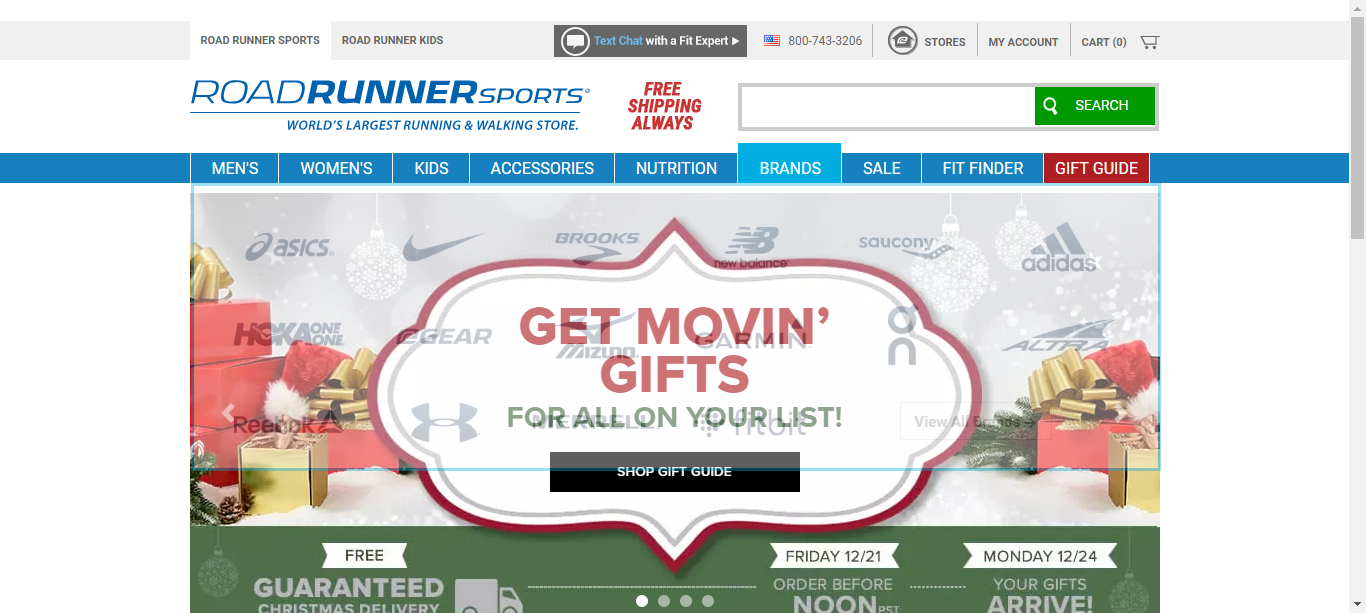 ROAD RUNNER SPORTS
ROAD RUNNER KIDS
Text Chat with a Fit Expert
800-743-3206
STORES
MY ACCOUNT
CART (0)
ROADRUNNERSPORTS
WORLD'S LARGEST RUNNING & WALKING STORE.
FREE
SHIPPING
ALWAYS
SEARCH
MEN'S
WOMEN'S
KIDS
ACCESSORIES
NUTRITION
BRANDS
SALE
FIT FINDER
GIFT GUIDE
asics
BROOKS
new balance
saucony
adidas
HOKA ONE ONE
eGEAR
MIZUNO
GARMIN
on
ALTRA
GET MOVIN'
GIFTS
FOR ALL ON YOUR LIST!
Reebok
MERRELL
fitbit
View All Brands
SHOP GIFT GUIDE
FREE
GUARANTEED
CHRISTMAS DELIVERY
FRIDAY 12/21
ORDER BEFORE
NOON PST
MONDAY 12/24
YOUR GIFTS
ARRIVE!